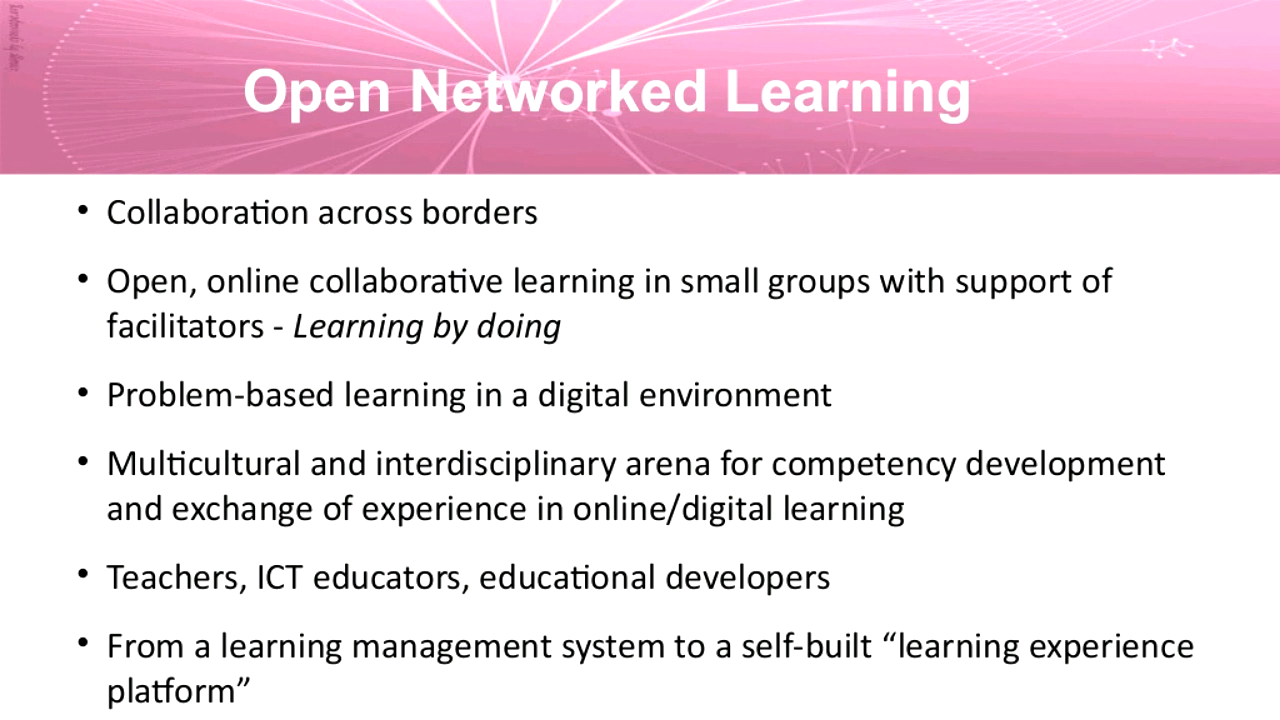 Open Networked Learning
• Collaboration across borders
• Open, online collaborative learning in small groups with support of
facilitators - Learning by doing
• Problem-based learning in a digital environment
• Multicultural and interdisciplinary arena for competency development
and exchange of experience in online/digital learning
• Teachers, ICT educators, educational developers
• From a learning management system to a self-built “learning experience
platform”